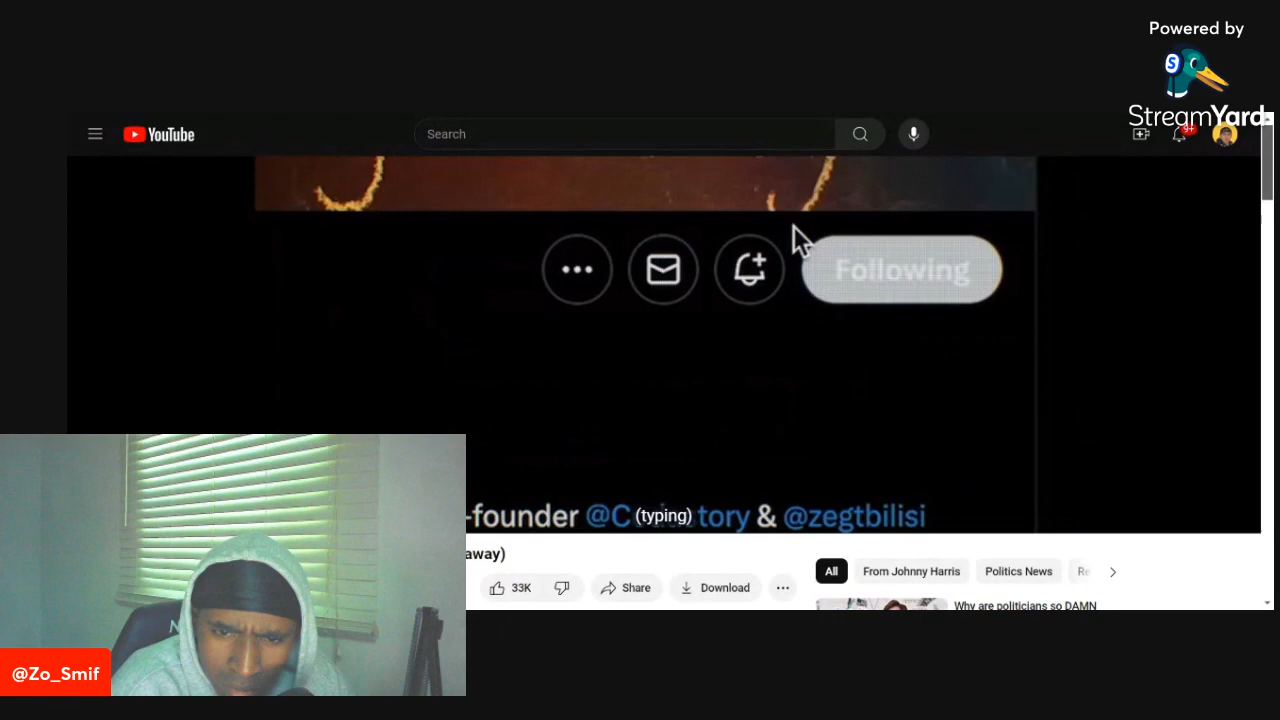 Powered by
StreamYard
YouTube
Search
9+
Following
-founder @C tory & @zegtbilisi
(typing)
away)
33K
Share
Download
All
From Johnny Harris
Politics News
Re
Why are politicians so DAMN
@Zo_Smif